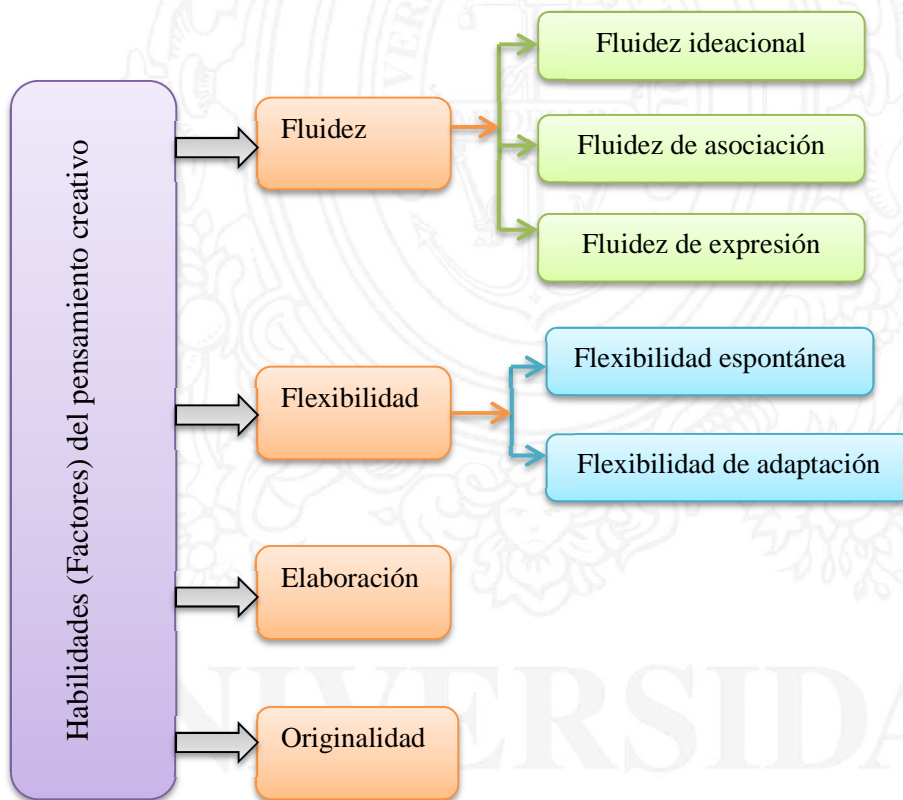 Habilidades (Factores) del pensamiento creativo
Fluidez
Fluidez ideacional
Fluidez de asociación
Fluidez de expresión
Flexibilidad
Flexibilidad espontánea
Flexibilidad de adaptación
Elaboración
Originalidad